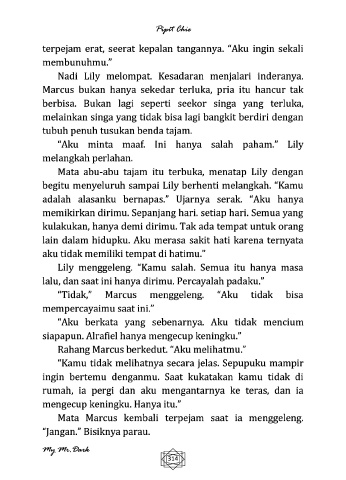 Pipit Chie
terpejam erat, seerat kepalan tangannya. “Aku ingin sekali
membunuhmu.”
Nadi Lily melompat. Kesadaran menjalari inderanya.
Marcus bukan hanya sekedar terluka, pria itu hancur tak
berbisa. Bukan lagi seperti seekor singa yang terluka,
melainkan singa yang tidak bisa lagi bangkit berdiri dengan
tubuh penuh tusukan benda tajam.
“Aku minta maaf. Ini hanya salah paham.” Lily
melangkah perlahan.
Mata abu-abu tajam itu terbuka, menatap Lily dengan
begitu menyeluruh sampai Lily berhenti melangkah. “Kamu
adalah alasanku bernapas.” Ujarnya serak. “Aku hanya
memikirkan dirimu. Sepanjang hari. setiap hari. Semua yang
kulakukan, hanya demi dirimu. Tak ada tempat untuk orang
lain dalam hidupku. Aku merasa sakit hati karena ternyata
aku tidak memiliki tempat di hatimu.”
Lily menggeleng. “Kamu salah. Semua itu hanya masa
lalu, dan saat ini hanya dirimu. Percayalah padaku.”
“Tidak,” Marcus menggeleng. “Aku tidak bisa
mempercayaimu saat ini.”
“Aku berkata yang sebenarnya. Aku tidak mencium
siapapun. Alrafiel hanya mengecup keningku.”
Rahang Marcus berkedut. “Aku melihatmu.”
“Kamu tidak melihatnya secara jelas. Sepupuku mampir
ingin bertemu denganmu. Saat kukatakan kamu tidak di
rumah, ia pergi dan aku mengantarnya ke teras, dan ia
mengecup keningku. Hanya itu.”
Mata Marcus kembali terpejam saat ia menggeleng.
“Jangan.” Bisiknya parau.
My Mr. Dark
314